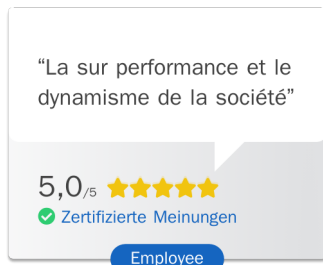 “La sur performance et le
dynamisme de la société”
5,0/5
Zertifizierte Meinungen
Employee